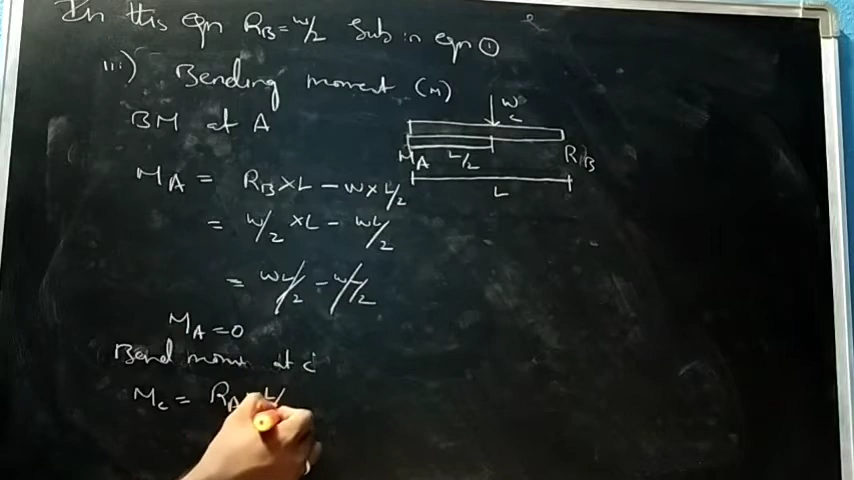 In this eqn RB = W/2 Sub in eqn ①
iii) Bending moment (M)
BM at A
W
C
MA L/2 RB
L
MA = RB × L − W × L/2
= W/2 × L − WL/2
= WL/2 − WL/2
MA = 0
Bend mom at c
Mc = RA L/